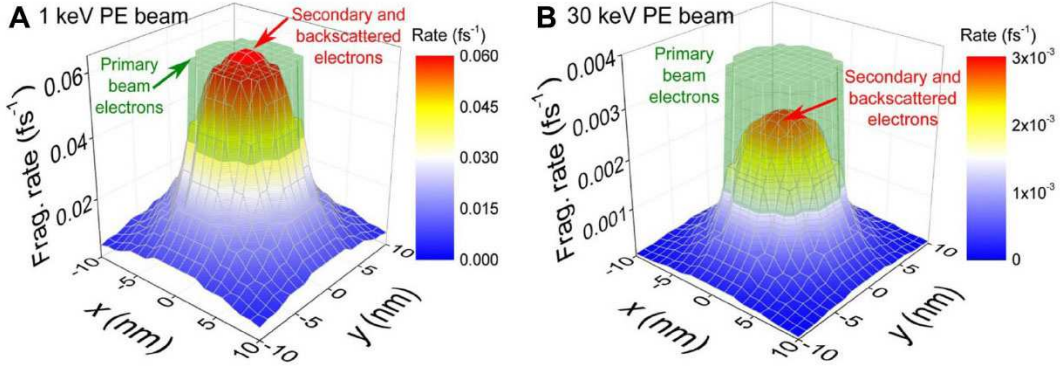 A 1 keV PE beam
Secondary and
backscattered
electrons
Primary
beam
electrons
Rate (fs⁻¹)
0.060
0.045
0.030
0.015
0.000
Frag. rate (fs⁻¹)
0.06
0.04
0.02
-10
-5
0
5
10
x (nm)
-10
-5
0
5
10
y (nm)
B 30 keV PE beam
Primary
beam
electrons
Secondary and
backscattered
electrons
Rate (fs⁻¹)
3x10⁻³
2x10⁻³
1x10⁻³
0
Frag. rate (fs⁻¹)
0.004
0.003
0.002
0.001
-10
-5
0
5
10
x (nm)
-10
-5
0
5
10
y (nm)